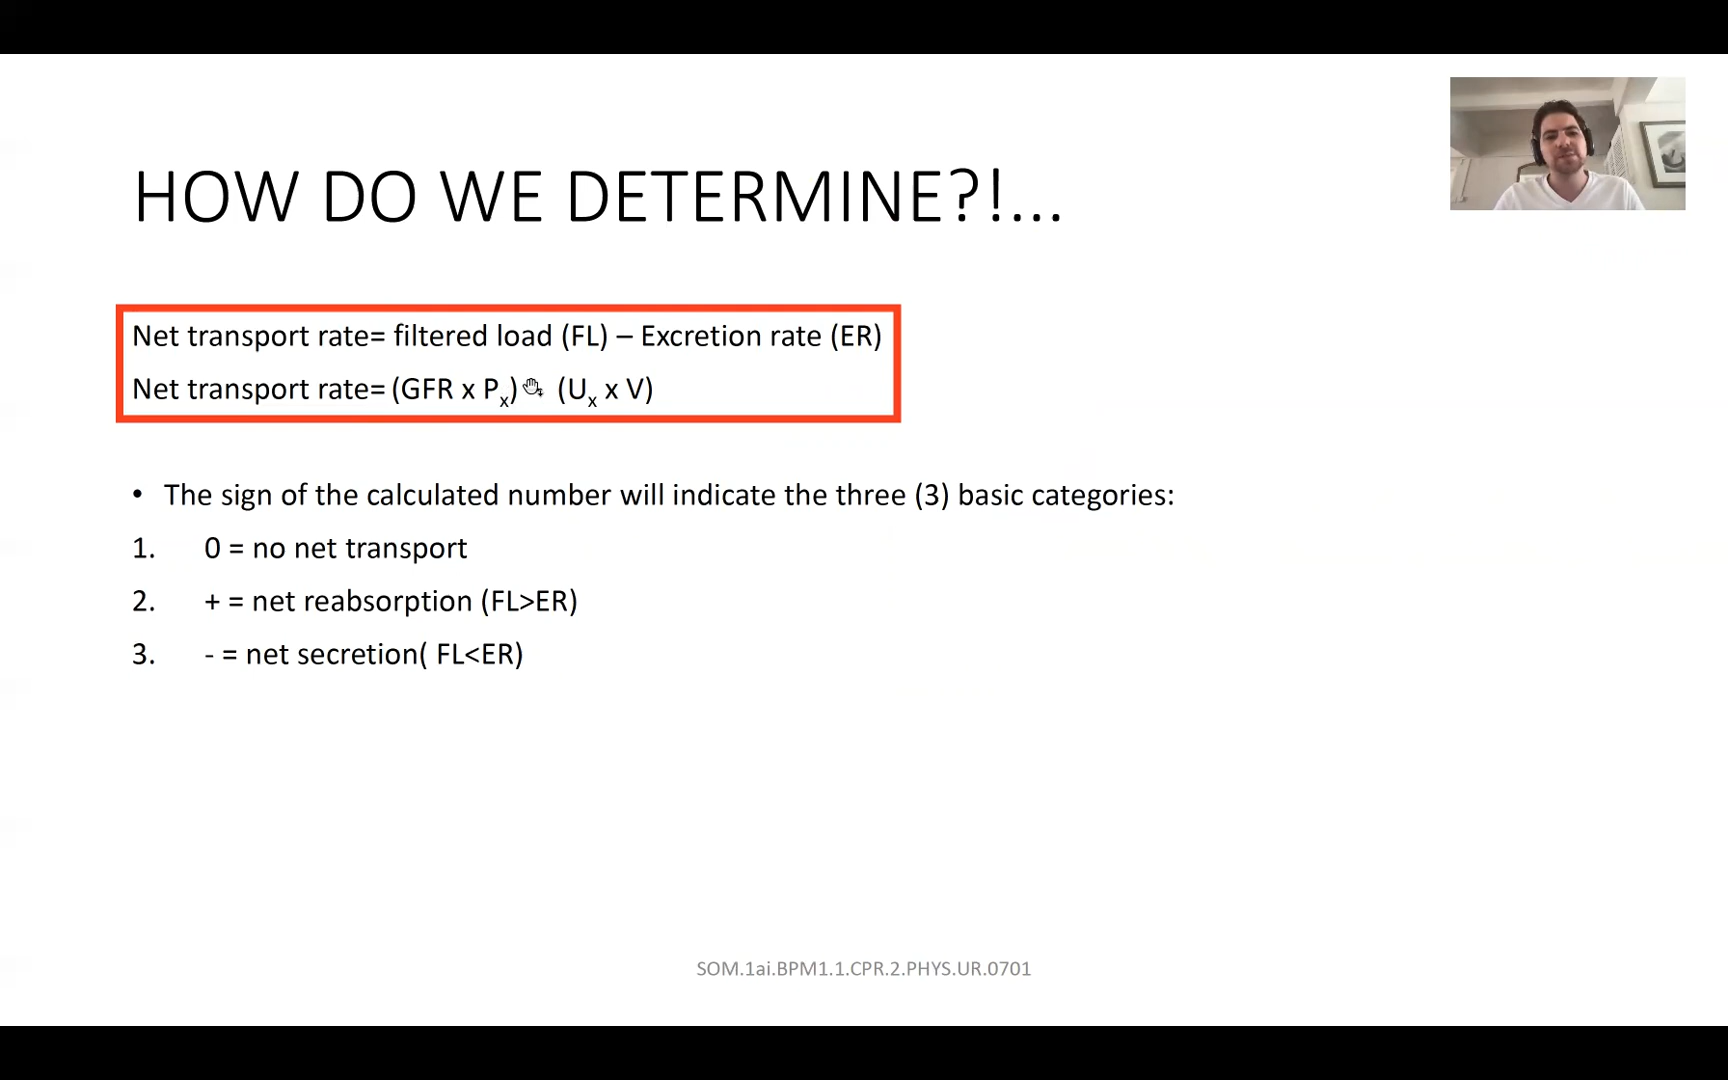 HOW DO WE DETERMINE?!...
Net transport rate= filtered load (FL) – Excretion rate (ER)
Net transport rate= (GFR x Pₓ) (Uₓ x V)
• The sign of the calculated number will indicate the three (3) basic categories:
1. 0 = no net transport
2. + = net reabsorption (FL>ER)
3. - = net secretion( FL<ER)
SOM.1ai.BPM1.1.CPR.2.PHYS.UR.0701